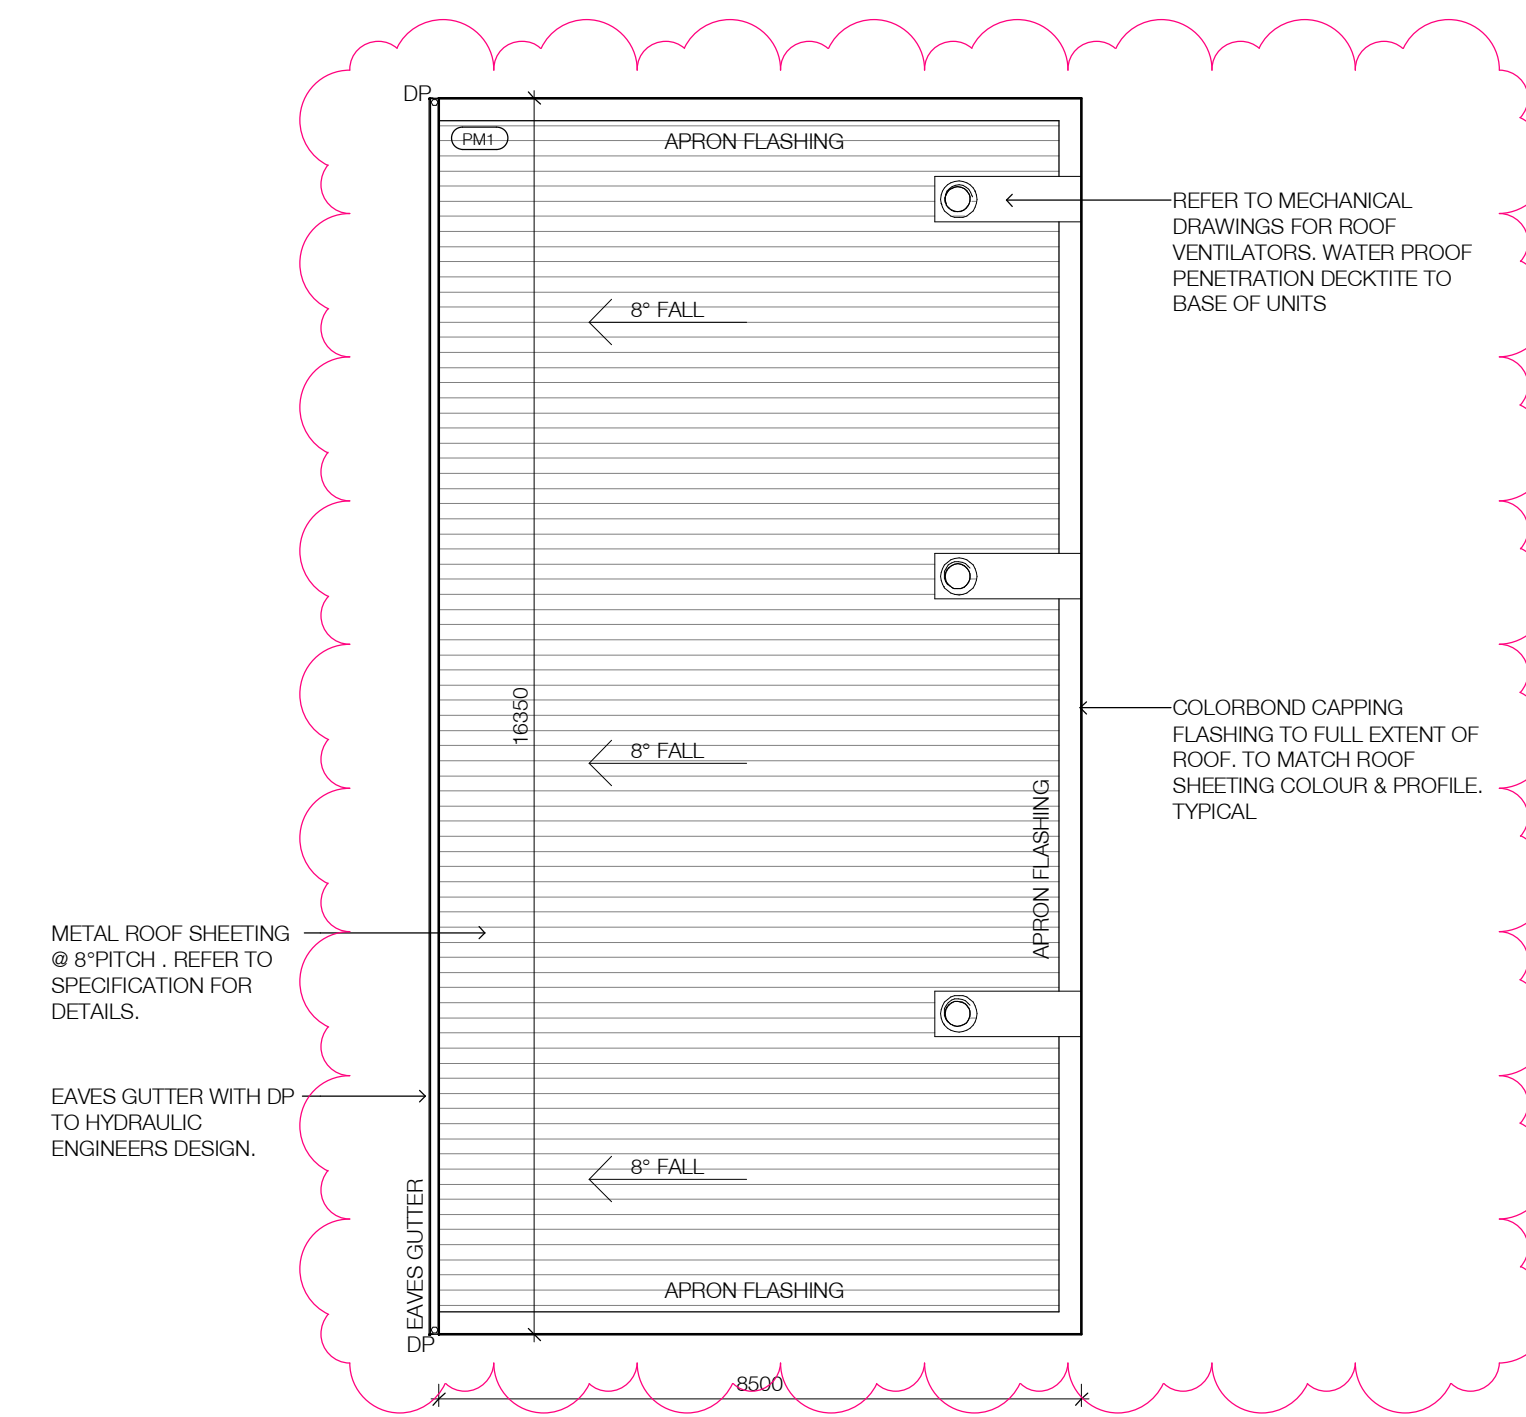 DP
PM1
APRON FLASHING
REFER TO MECHANICAL
DRAWINGS FOR ROOF
VENTILATORS. WATER PROOF
PENETRATION DECKTITE TO
BASE OF UNITS
8° FALL
16350
8° FALL
COLORBOND CAPPING
FLASHING TO FULL EXTENT OF
ROOF. TO MATCH ROOF
SHEETING COLOUR & PROFILE.
TYPICAL
APRON FLASHING
METAL ROOF SHEETING
@ 8°PITCH . REFER TO
SPECIFICATION FOR
DETAILS.
EAVES GUTTER WITH DP
TO HYDRAULIC
ENGINEERS DESIGN.
8° FALL
EAVES GUTTER
APRON FLASHING
DP
8500